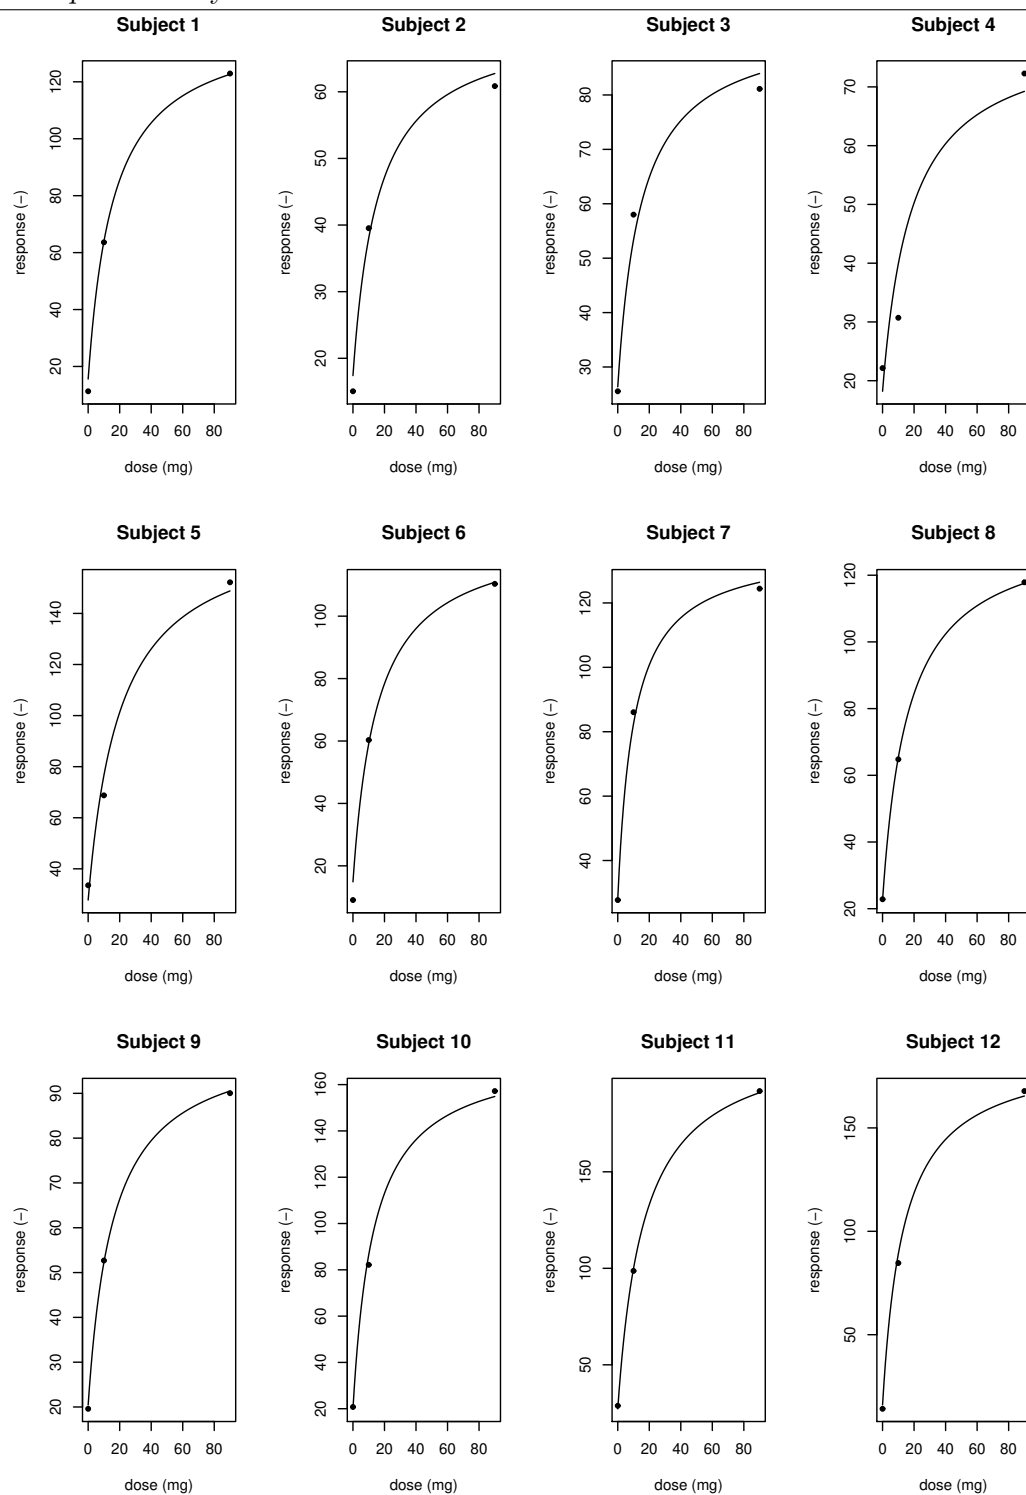 Subject 1 Subject 2 Subject 3 Subject 4
120 100 80 60 40 20
response (−)
0 20 40 60 80
dose (mg)
60 50 40 30 20
response (−)
0 20 40 60 80
dose (mg)
80 70 60 50 40 30
response (−)
0 20 40 60 80
dose (mg)
70 60 50 40 30 20
response (−)
0 20 40 60 80
dose (mg)
Subject 5 Subject 6 Subject 7 Subject 8
140 120 100 80 60 40
response (−)
0 20 40 60 80
dose (mg)
100 80 60 40 20
response (−)
0 20 40 60 80
dose (mg)
120 100 80 60 40
response (−)
0 20 40 60 80
dose (mg)
120 100 80 60 40 20
response (−)
0 20 40 60 80
dose (mg)
Subject 9 Subject 10 Subject 11 Subject 12
90 80 70 60 50 40 30 20
response (−)
0 20 40 60 80
dose (mg)
160 140 120 100 80 60 40 20
response (−)
0 20 40 60 80
dose (mg)
150 100 50
response (−)
0 20 40 60 80
dose (mg)
150 100 50
response (−)
0 20 40 60 80
dose (mg)